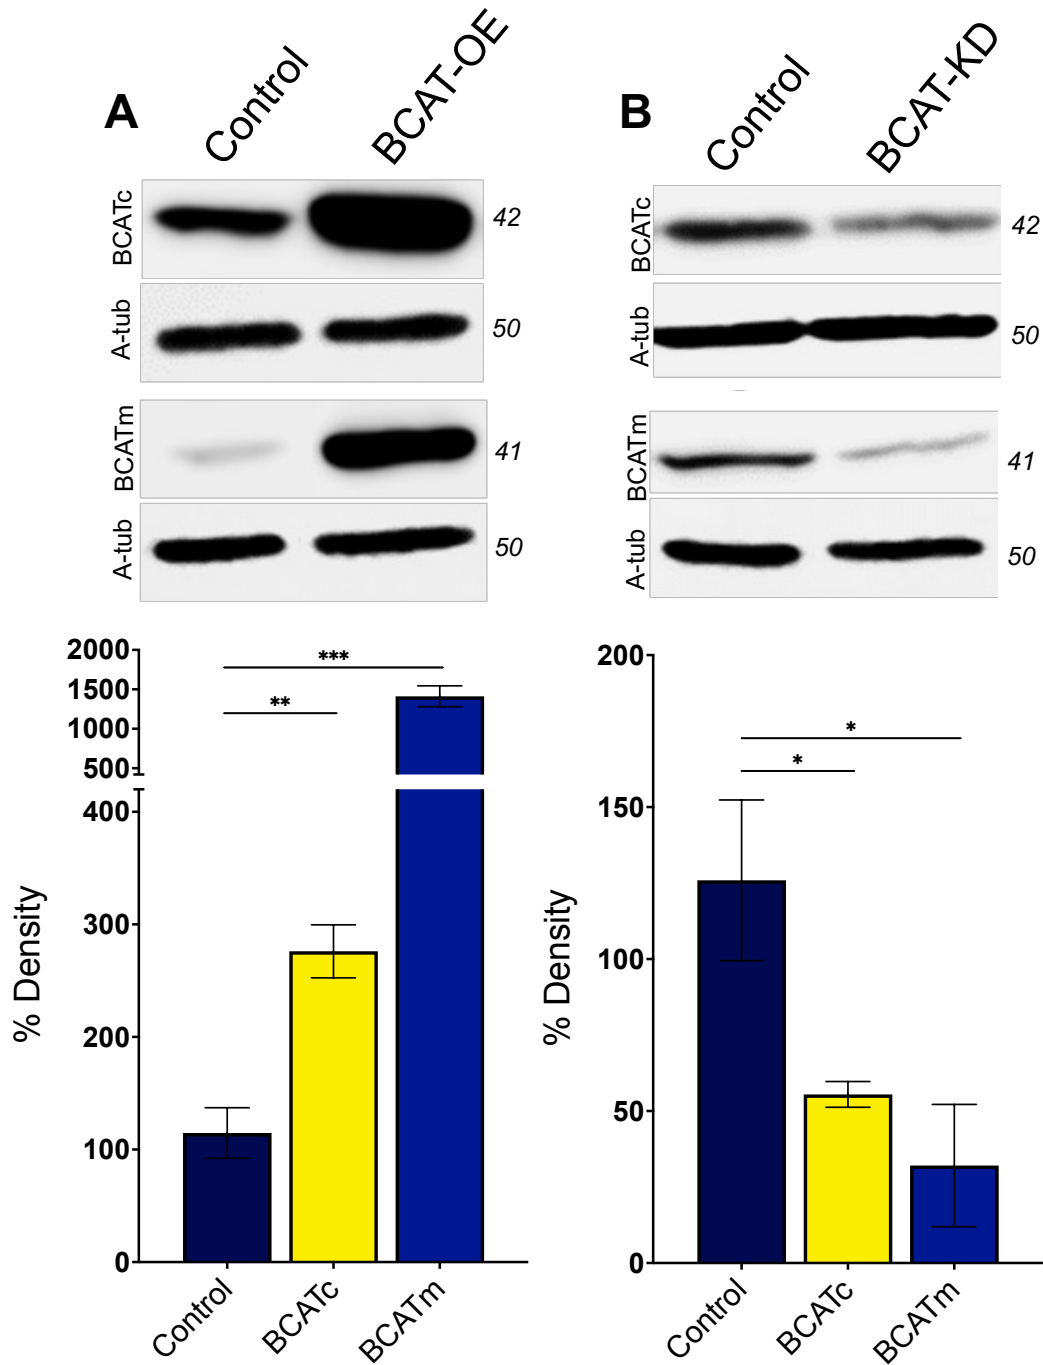 A
Control
BCAT-OE
BCATc
42
A-tub
50
BCATm
41
A-tub
50
2000
1500
1000
500
400
300
200
100
0
% Density
***
**
Control
BCATc
BCATm
B
Control
BCAT-KD
BCATc
42
A-tub
50
BCATm
41
A-tub
50
200
150
100
50
0
% Density
*
*
Control
BCATc
BCATm